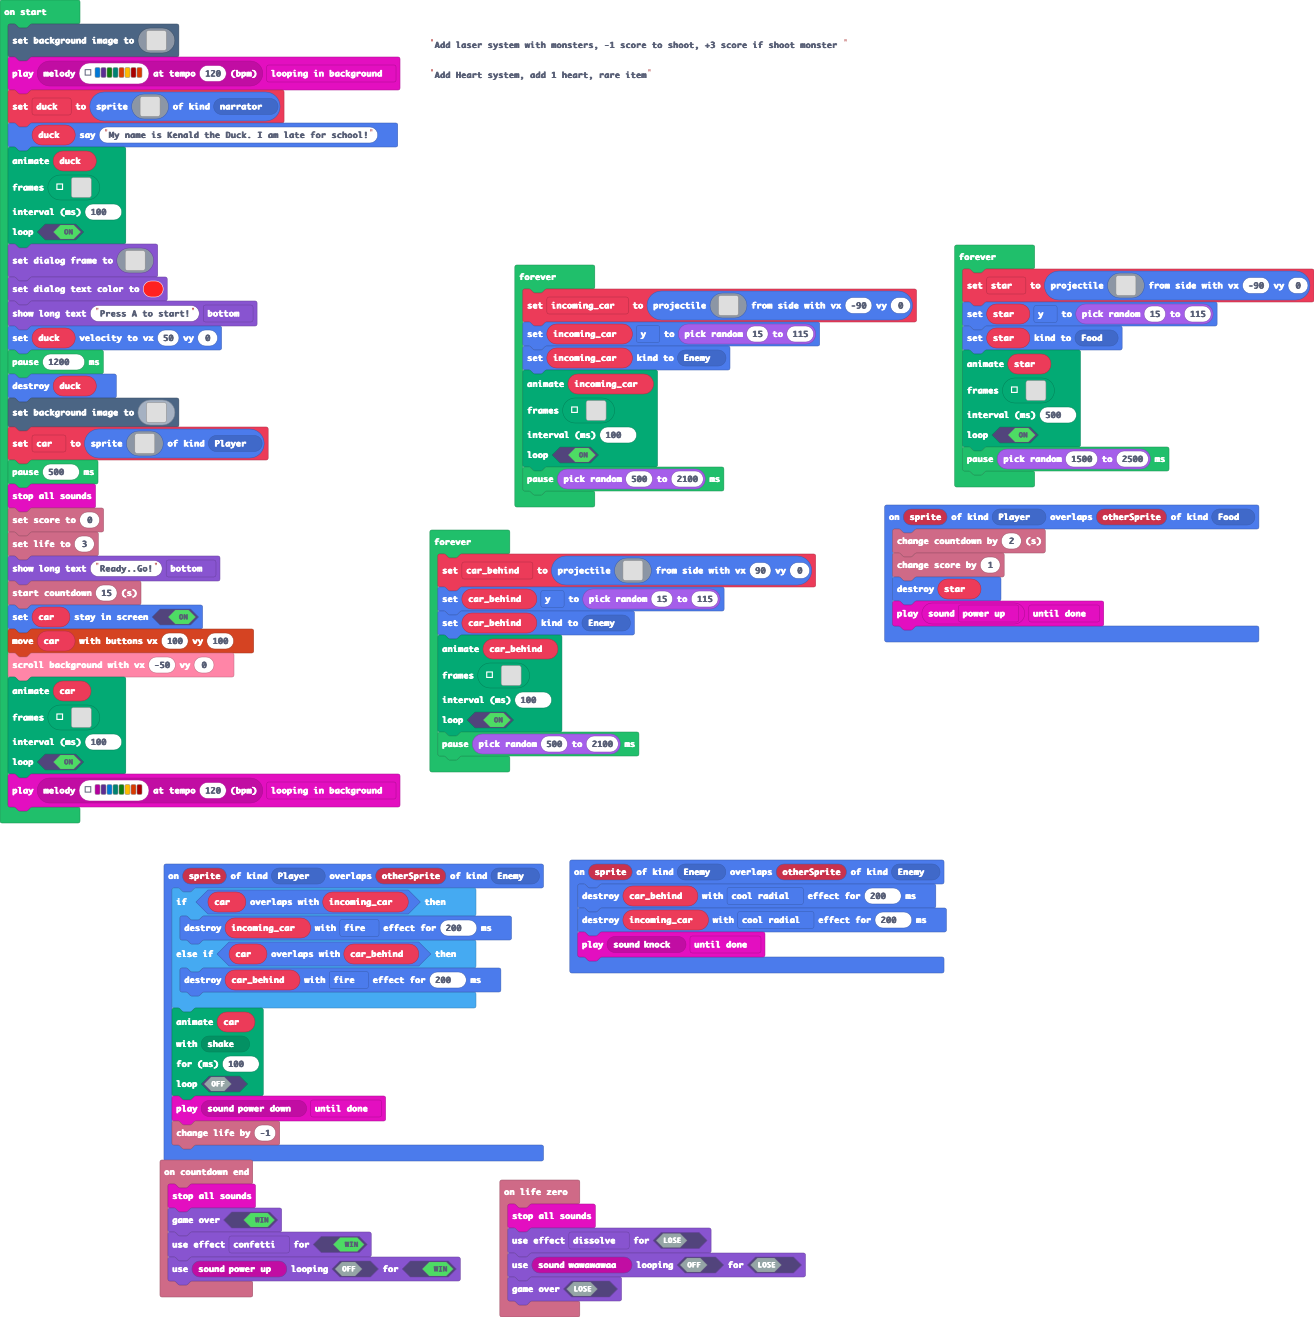 on start
set background image to
play melody at tempo 120 (bpm) looping in background
set duck to sprite of kind narrator
duck say "My name is Kenald the Duck. I am late for school!"
animate duck
frames
interval (ms) 100
loop ON
set dialog frame to
set dialog text color to
show long text "Press A to start!" bottom
set duck velocity to vx 50 vy 0
pause 1200 ms
destroy duck
set background image to
set car to sprite of kind Player
pause 500 ms
stop all sounds
set score to 0
set life to 3
show long text "Ready..Go!" bottom
start countdown 15 (s)
set car stay in screen ON
move car with buttons vx 100 vy 100
scroll background with vx -50 vy 0
animate car
frames
interval (ms) 100
loop ON
play melody at tempo 120 (bpm) looping in background
"Add laser system with monsters, -1 score to shoot, +3 score if shoot monster "
"Add Heart system, add 1 heart, rare item"
forever
set incoming_car to projectile from side with vx -90 vy 0
set incoming_car y to pick random 15 to 115
set incoming_car kind to Enemy
animate incoming_car
frames
interval (ms) 100
loop ON
pause pick random 500 to 2100 ms
forever
set star to projectile from side with vx -90 vy 0
set star y to pick random 15 to 115
set star kind to Food
animate star
frames
interval (ms) 500
loop ON
pause pick random 1500 to 2500 ms
on sprite of kind Player overlaps otherSprite of kind Food
change countdown by 2 (s)
change score by 1
destroy star
play sound power up until done
forever
set car_behind to projectile from side with vx 90 vy 0
set car_behind y to pick random 15 to 115
set car_behind kind to Enemy
animate car_behind
frames
interval (ms) 100
loop ON
pause pick random 500 to 2100 ms
on sprite of kind Player overlaps otherSprite of kind Enemy
if car overlaps with incoming_car then
destroy incoming_car with fire effect for 200 ms
else if car overlaps with car_behind then
destroy car_behind with fire effect for 200 ms
animate car
with shake
for (ms) 100
loop OFF
play sound power down until done
change life by -1
on sprite of kind Enemy overlaps otherSprite of kind Enemy
destroy car_behind with cool radial effect for 200 ms
destroy incoming_car with cool radial effect for 200 ms
play sound knock until done
on countdown end
stop all sounds
game over WIN
use effect confetti for WIN
use sound power up looping OFF for WIN
on life zero
stop all sounds
use effect dissolve for LOSE
use sound wawawawaa looping OFF for LOSE
game over LOSE